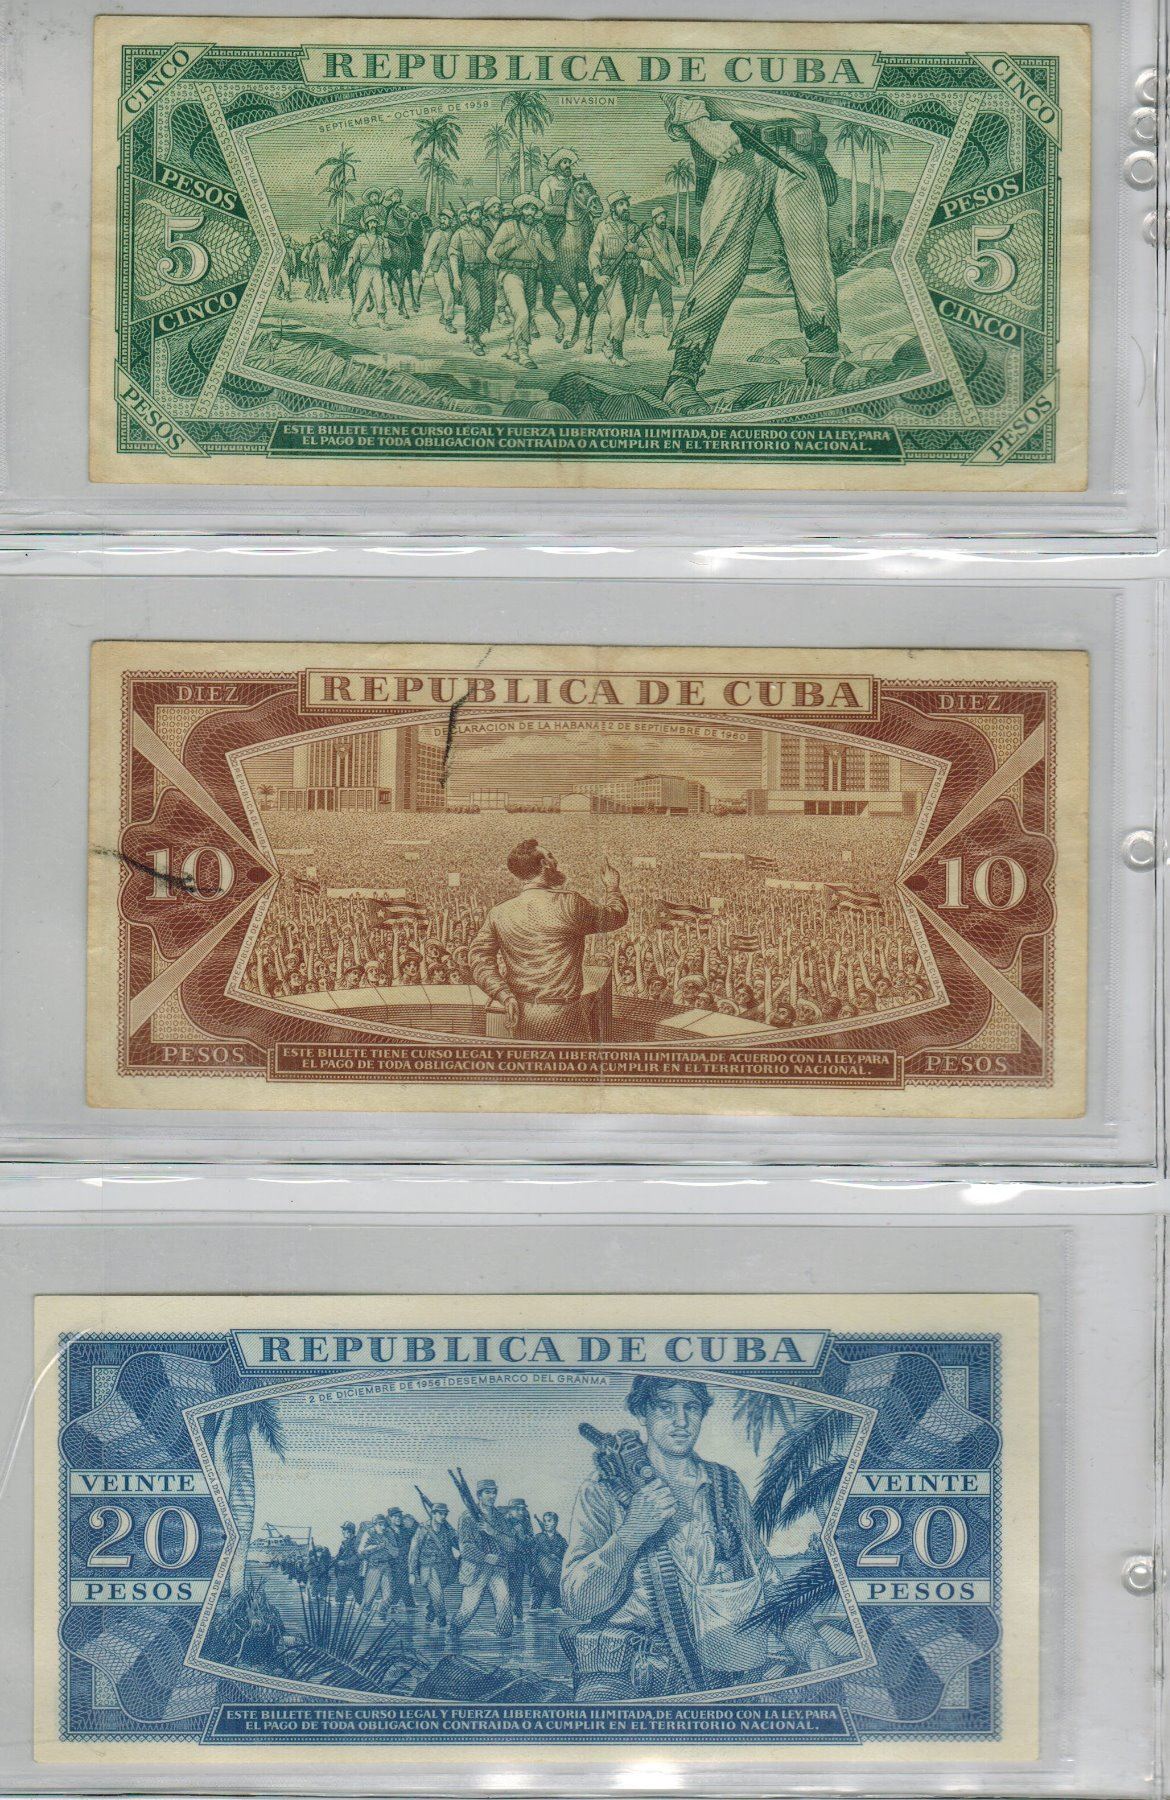 REPUBLICA DE CUBA
CINCO
CINCO
SEPTIEMBRE - OCTUBRE DE 1958 INVASION
PESOS
PESOS
5
5
CINCO
CINCO
PESOS
PESOS
ESTE BILLETE TIENE CURSO LEGAL Y FUERZA LIBERATORIA ILIMITADA, DE ACUERDO CON LA LEY, PARA
EL PAGO DE TODA OBLIGACION CONTRAIDA O A CUMPLIR EN EL TERRITORIO NACIONAL.
REPUBLICA DE CUBA
DIEZ
DIEZ
DECLARACION DE LA HABANA 2 DE SEPTIEMBRE DE 1960
10
10
PESOS
PESOS
ESTE BILLETE TIENE CURSO LEGAL Y FUERZA LIBERATORIA ILIMITADA, DE ACUERDO CON LA LEY, PARA
EL PAGO DE TODA OBLIGACION CONTRAIDA O A CUMPLIR EN EL TERRITORIO NACIONAL.
REPUBLICA DE CUBA
2 DE DICIEMBRE DE 1956 DESEMBARCO DEL GRANMA
VEINTE
VEINTE
20
20
PESOS
PESOS
ESTE BILLETE TIENE CURSO LEGAL Y FUERZA LIBERATORIA ILIMITADA, DE ACUERDO CON LA LEY, PARA
EL PAGO DE TODA OBLIGACION CONTRAIDA O A CUMPLIR EN EL TERRITORIO NACIONAL.